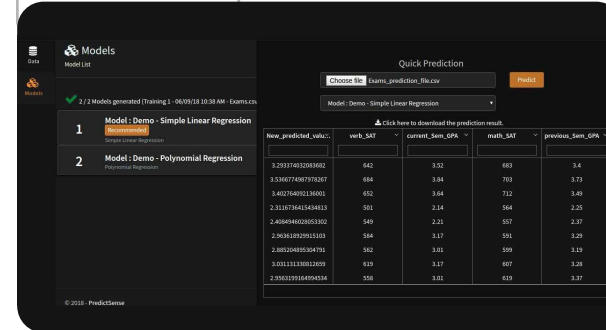 Data
Models
Models
Model List
2 / 2 Models generated (Training 1 - 06/09/18 10:38 AM - Exams.csv
1
Model : Demo - Simple Linear Regression
Recommended
Simple Linear Regression
2
Model : Demo - Polynomial Regression
Polynomial Regression
© 2018 - PredictSense
Quick Prediction
Choose file Exams_prediction_file.csv
Predict
Model : Demo - Simple Linear Regression
Click here to download the prediction result.
New_predicted_valu... verb_SAT current_Sem_GPA math_SAT previous_Sem_GPA
3.293374032083682 642 3.52 683 3.4
3.5366774987978267 684 3.84 703 3.73
3.402764092136001 652 3.64 712 3.49
2.3116736415434813 501 2.14 564 2.25
2.4084946028053302 549 2.21 557 2.37
2.963618929915103 584 3.17 591 3.29
2.885204895304791 562 3.01 599 3.19
3.031131330812659 619 3.17 607 3.28
2.9563199164994534 558 3.01 619 3.37